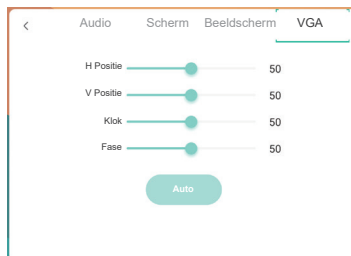 Audio Scherm Beeldscherm VGA
H Positie 50
V Positie 50
Klok 50
Fase 50
Auto